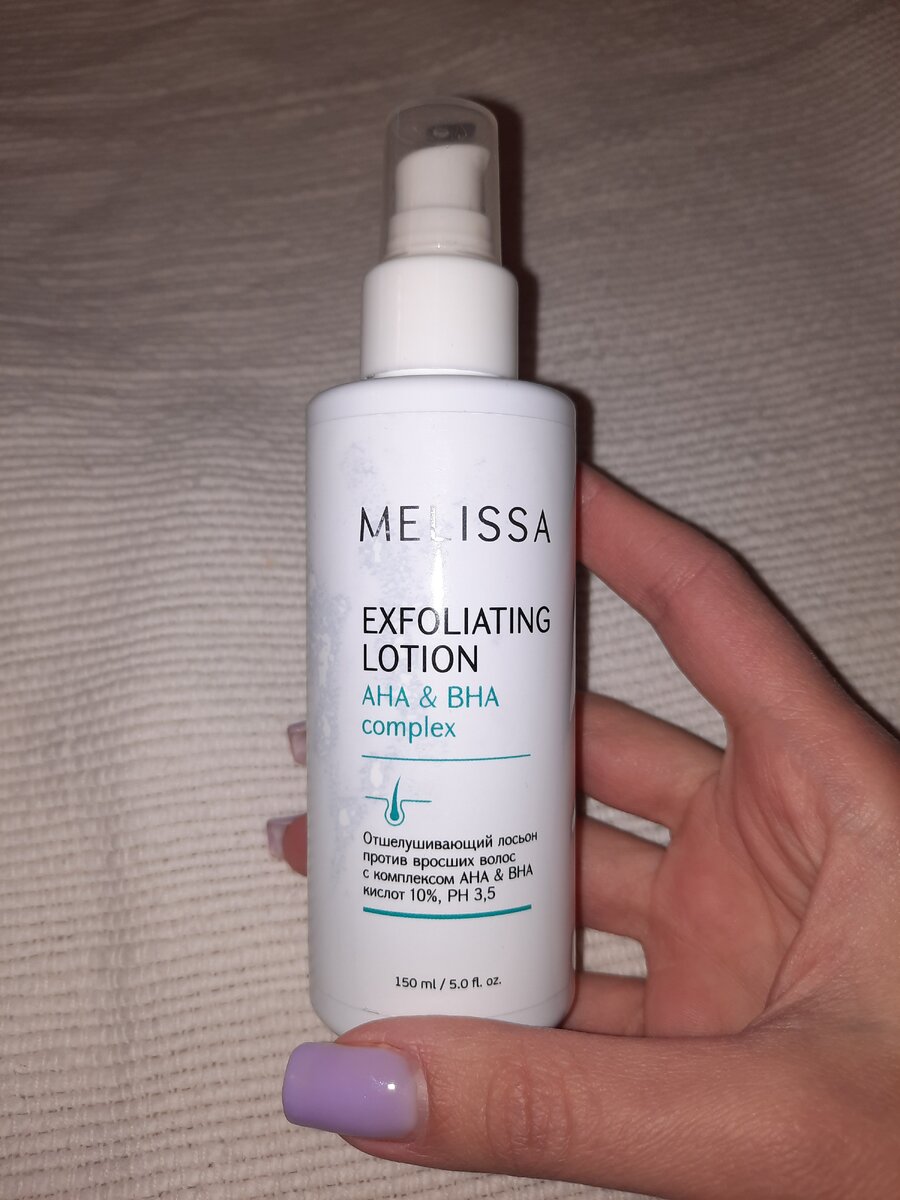 MELISSA
EXFOLIATING
LOTION
AHA & BHA
complex
Отшелушивающий лосьон
против вросших волос
с комплексом AHA & BHA
кислот 10%, PH 3,5
150 ml / 5.0 fl. oz.